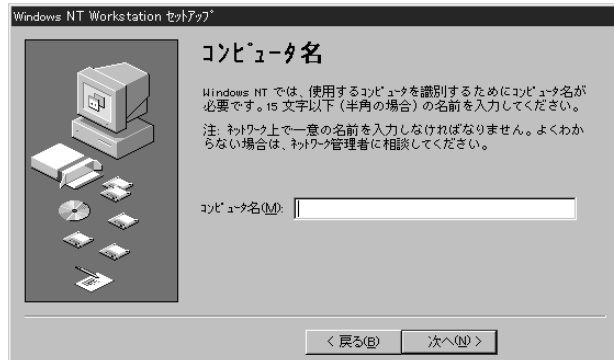 Windows NT Workstation ｾｯﾄｱｯﾌﾟ
ｺﾝﾋﾟｭｰﾀ名
Windows NT では、使用するｺﾝﾋﾟｭｰﾀを識別するためにｺﾝﾋﾟｭｰﾀ名が
必要です。15 文字以下（半角の場合）の名前を入力してください。
注: ﾈｯﾄﾜｰｸ上で一意の名前を入力しなければなりません。よくわか
らない場合は、ﾈｯﾄﾜｰｸ管理者に相談してください。
ｺﾝﾋﾟｭｰﾀ名(M):
< 戻る(B)
次へ(N) >